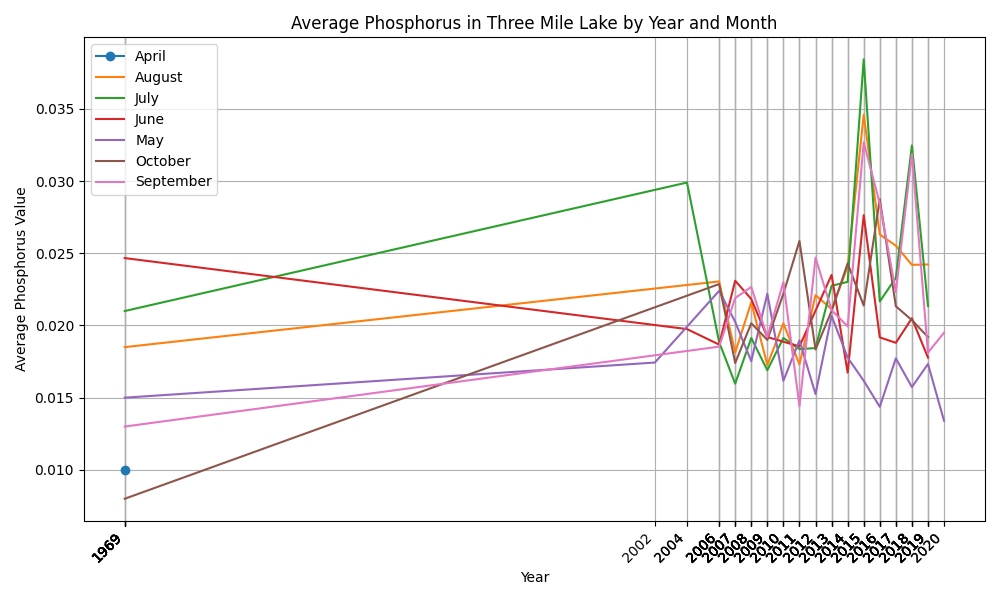 Average Phosphorus in Three Mile Lake by Year and Month
April
August
July
June
May
October
September
Average Phosphorus Value
0.035
0.030
0.025
0.020
0.015
0.010
1969
2002
2004
2006
2007
2008
2009
2010
2011
2012
2013
2014
2015
2016
2017
2018
2019
2020
Year